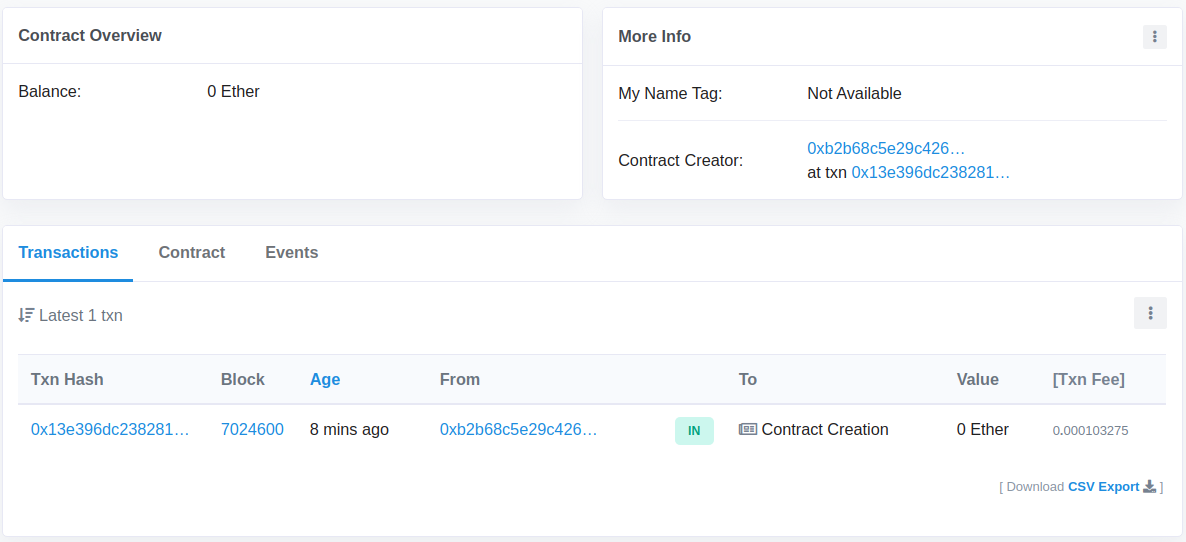 Contract Overview
Balance: 0 Ether
More Info
My Name Tag: Not Available
Contract Creator: 0xb2b68c5e29c426…
at txn 0x13e396dc238281…
Transactions Contract Events
Latest 1 txn
Txn Hash Block Age From To Value [Txn Fee]
0x13e396dc238281… 7024600 8 mins ago 0xb2b68c5e29c426… IN Contract Creation 0 Ether 0.000103275
[ Download CSV Export ]